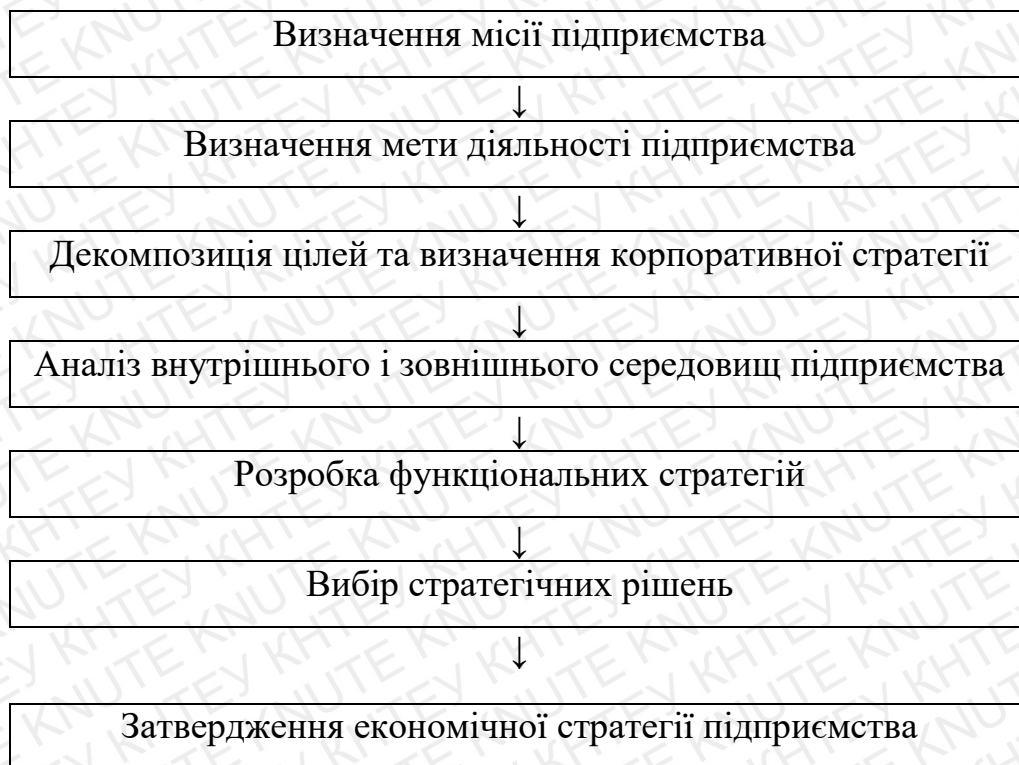 Визначення місії підприємства
↓
Визначення мети діяльності підприємства
↓
Декомпозиція цілей та визначення корпоративної стратегії
↓
Аналіз внутрішнього і зовнішнього середовищ підприємства
↓
Розробка функціональних стратегій
↓
Вибір стратегічних рішень
↓
Затвердження економічної стратегії підприємства